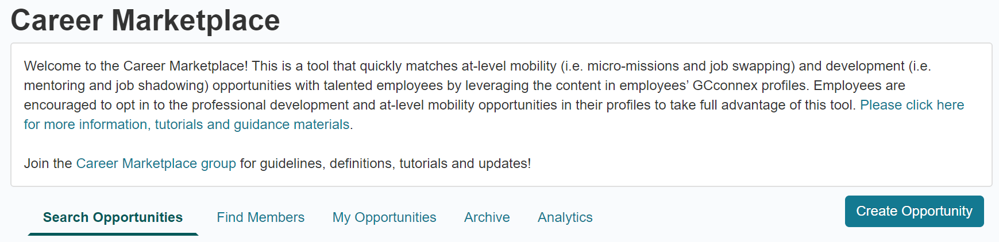 Career Marketplace
Welcome to the Career Marketplace! This is a tool that quickly matches at-level mobility (i.e. micro-missions and job swapping) and development (i.e.
mentoring and job shadowing) opportunities with talented employees by leveraging the content in employees’ GCconnex profiles. Employees are
encouraged to opt in to the professional development and at-level mobility opportunities in their profiles to take full advantage of this tool. Please click here
for more information, tutorials and guidance materials.
Join the Career Marketplace group for guidelines, definitions, tutorials and updates!
Search Opportunities Find Members My Opportunities Archive Analytics Create Opportunity